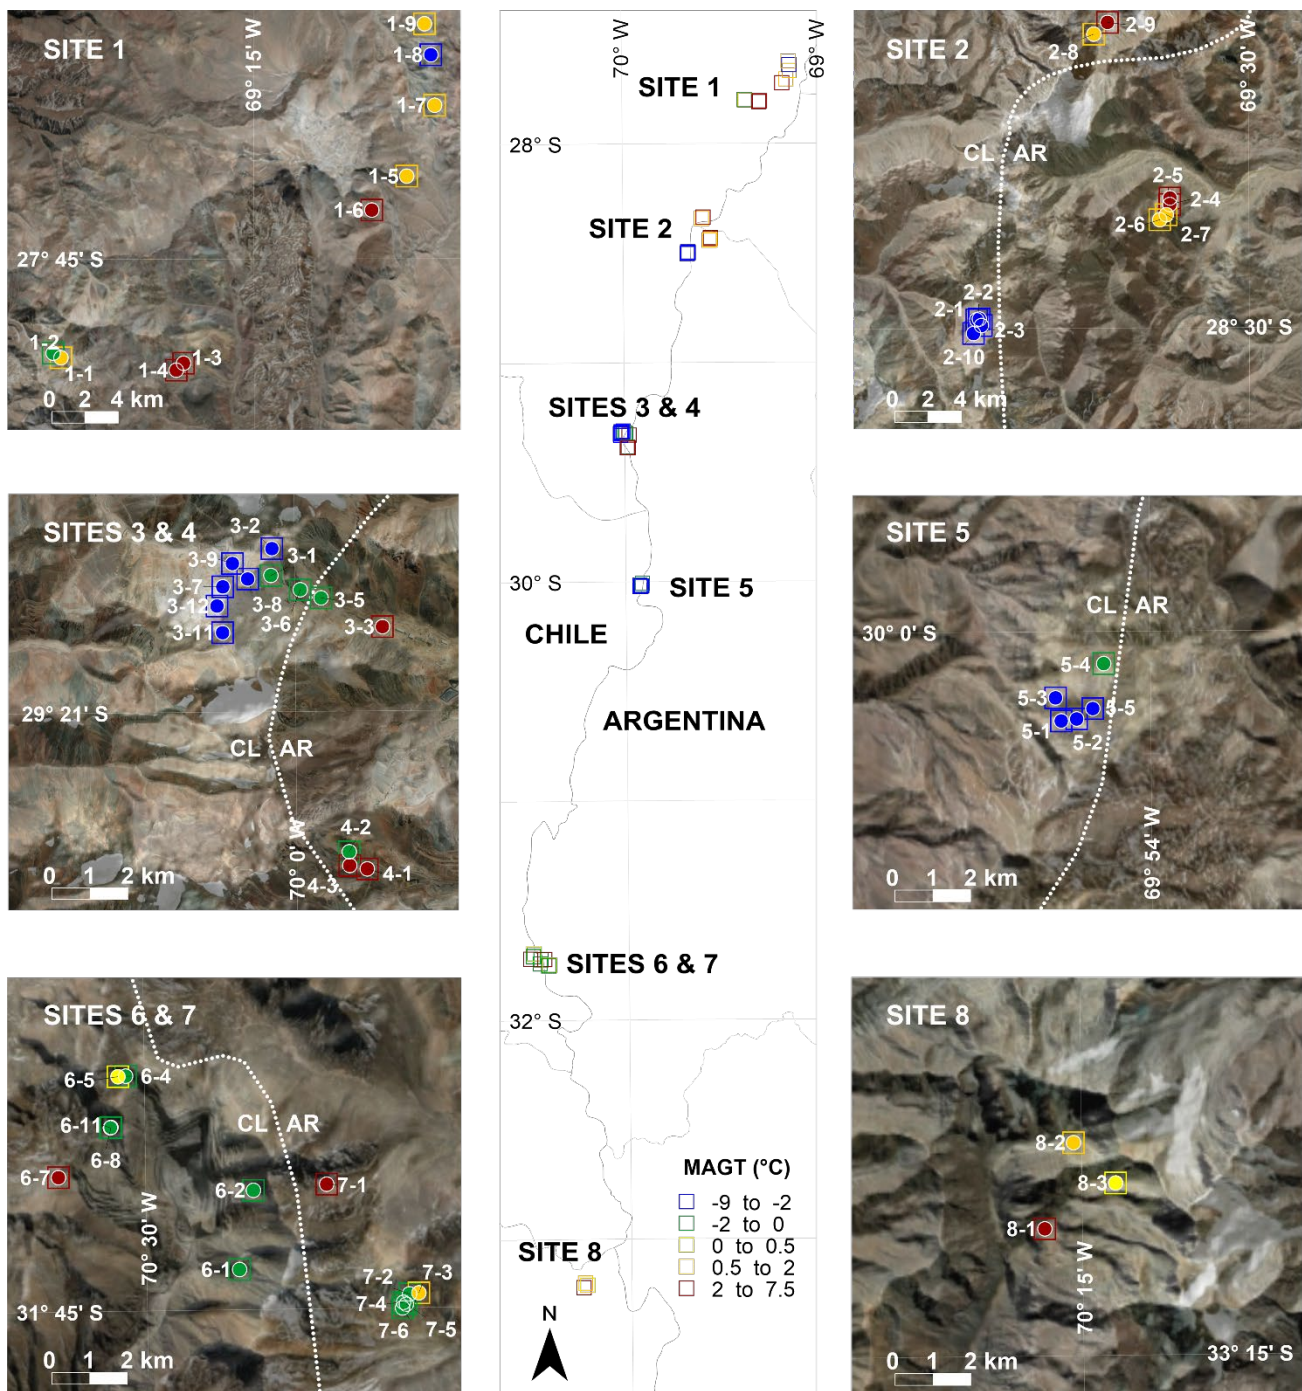 SITE 1
69° 15' W
1-9
1-8
1-7
1-5
1-6
27° 45' S
1-2
1-1
1-4
1-3
0 2 4 km
70° W
69° W
SITE 1
28° S
SITE 2
SITES 3 & 4
30° S
SITE 5
CHILE
ARGENTINA
SITES 6 & 7
32° S
SITE 8
N
MAGT (°C)
-9 to -2
-2 to 0
0 to 0.5
0.5 to 2
2 to 7.5
SITE 2
2-9
2-8
69° 30' W
CL AR
2-5
2-4
2-6
2-7
2-2
2-1
2-3
2-10
28° 30' S
0 2 4 km
SITES 3 & 4
3-2
3-1
3-9
3-7
3-12
3-8
3-5
3-6
3-3
3-11
29° 21' S
CL AR
70° 0' W
4-2
4-3
4-1
0 1 2 km
SITE 5
CL AR
30° 0' S
5-4
5-3
5-5
5-1
5-2
69° 54' W
0 1 2 km
SITES 6 & 7
6-5
6-4
CL AR
6-11
6-8
6-7
6-2
7-1
70° 30' W
6-1
7-2
7-3
7-4
7-6
7-5
31° 45' S
0 1 2 km
SITE 8
8-2
8-3
8-1
70° 15' W
33° 15' S
0 1 2 km